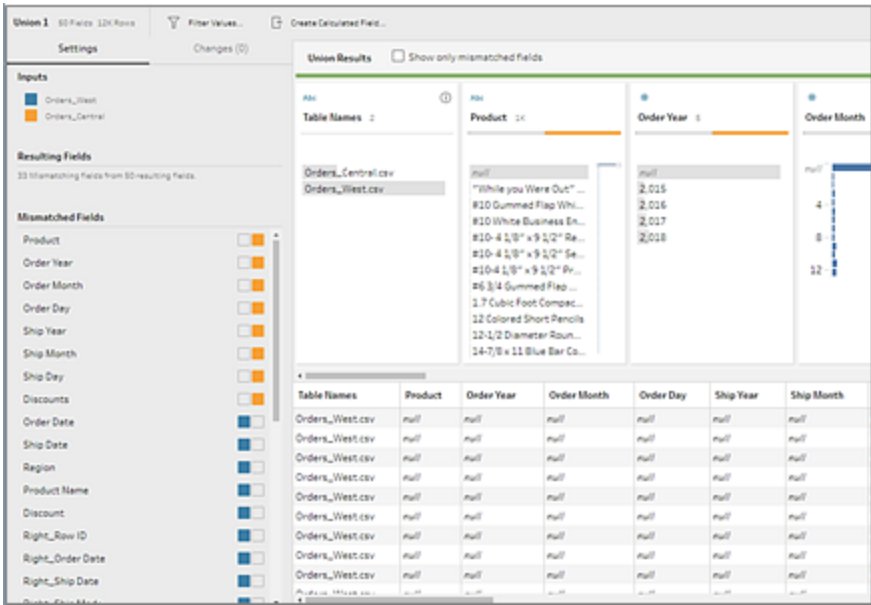 Union 1 50 Fields 12K Rows Filter Values... Create Calculated Field...
Settings Changes (0)
Inputs
Orders_West
Orders_Central
Resulting Fields
33 Mismatching fields from 50 resulting fields.
Mismatched Fields
Product
Order Year
Order Month
Order Day
Ship Year
Ship Month
Ship Day
Discounts
Order Date
Ship Date
Region
Product Name
Discount
Right_Row ID
Right_Order Date
Right_Ship Date
Right_Ship Mode
Union Results Show only mismatched fields
Abc
Table Names 2
Orders_Central.csv
Orders_West.csv
Abc
Product 1K
null
"While you Were Out" ...
#10 Gummed Flap Whi...
#10 White Business En...
#10- 4 1/8" x 9 1/2" Re...
#10- 4 1/8" x 9 1/2" Se...
#10-4 1/8" x 9 1/2" Pr...
#6 3/4 Gummed Flap ...
1.7 Cubic Foot Compac...
12 Colored Short Pencils
12-1/2 Diameter Roun...
14-7/8 x 11 Blue Bar Co...
Order Year 5
null
2,015
2,016
2,017
2,018
Order Month
null
4
8
12
Table Names Product Order Year Order Month Order Day Ship Year Ship Month
Orders_West.csv null null null null null null
Orders_West.csv null null null null null null
Orders_West.csv null null null null null null
Orders_West.csv null null null null null null
Orders_West.csv null null null null null null
Orders_West.csv null null null null null null
Orders_West.csv null null null null null null
Orders_West.csv null null null null null null
Orders_West.csv null null null null null null